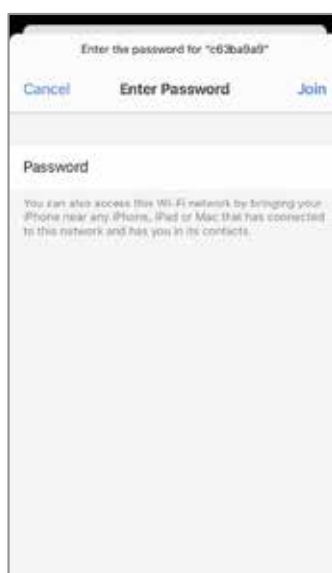 Enter the password for "c63ba9a9"
Cancel
Enter Password
Join
Password
You can also access this Wi-Fi network by bringing your
iPhone near any iPhone, iPad or Mac that has connected
to this network and has you in its contacts.